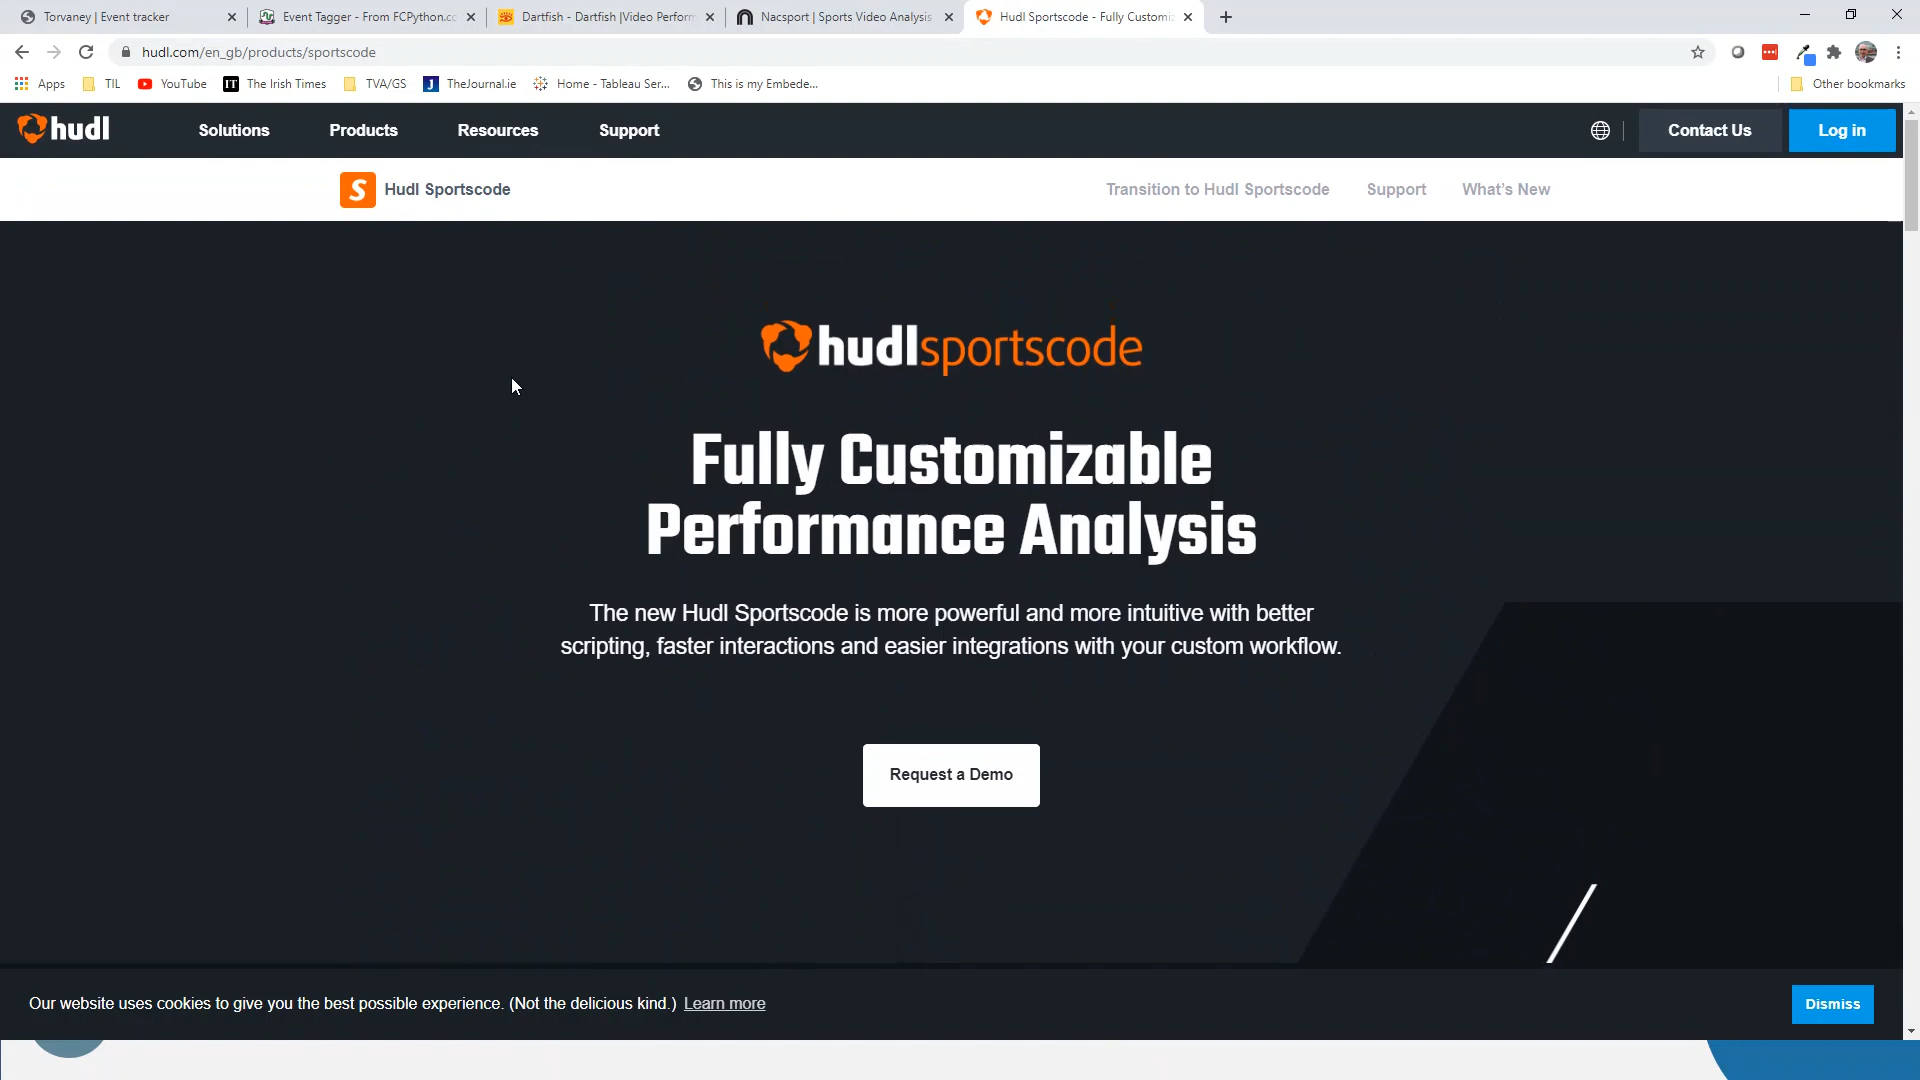 Torvaney | Event tracker
Event Tagger - From FCPython.cc
Dartfish - Dartfish |Video Perform
Nacsport | Sports Video Analysis
Hudl Sportscode - Fully Customiz
hudl.com/en_gb/products/sportscode
Apps
TIL
YouTube
IT The Irish Times
TVA/GS
J TheJournal.ie
Home - Tableau Ser...
This is my Embede...
Other bookmarks
hudl
Solutions
Products
Resources
Support
Contact Us
Log in
S Hudl Sportscode
Transition to Hudl Sportscode
Support
What's New
hudlsportscode
Fully Customizable
Performance Analysis
The new Hudl Sportscode is more powerful and more intuitive with better
scripting, faster interactions and easier integrations with your custom workflow.
Request a Demo
Our website uses cookies to give you the best possible experience. (Not the delicious kind.) Learn more
Dismiss